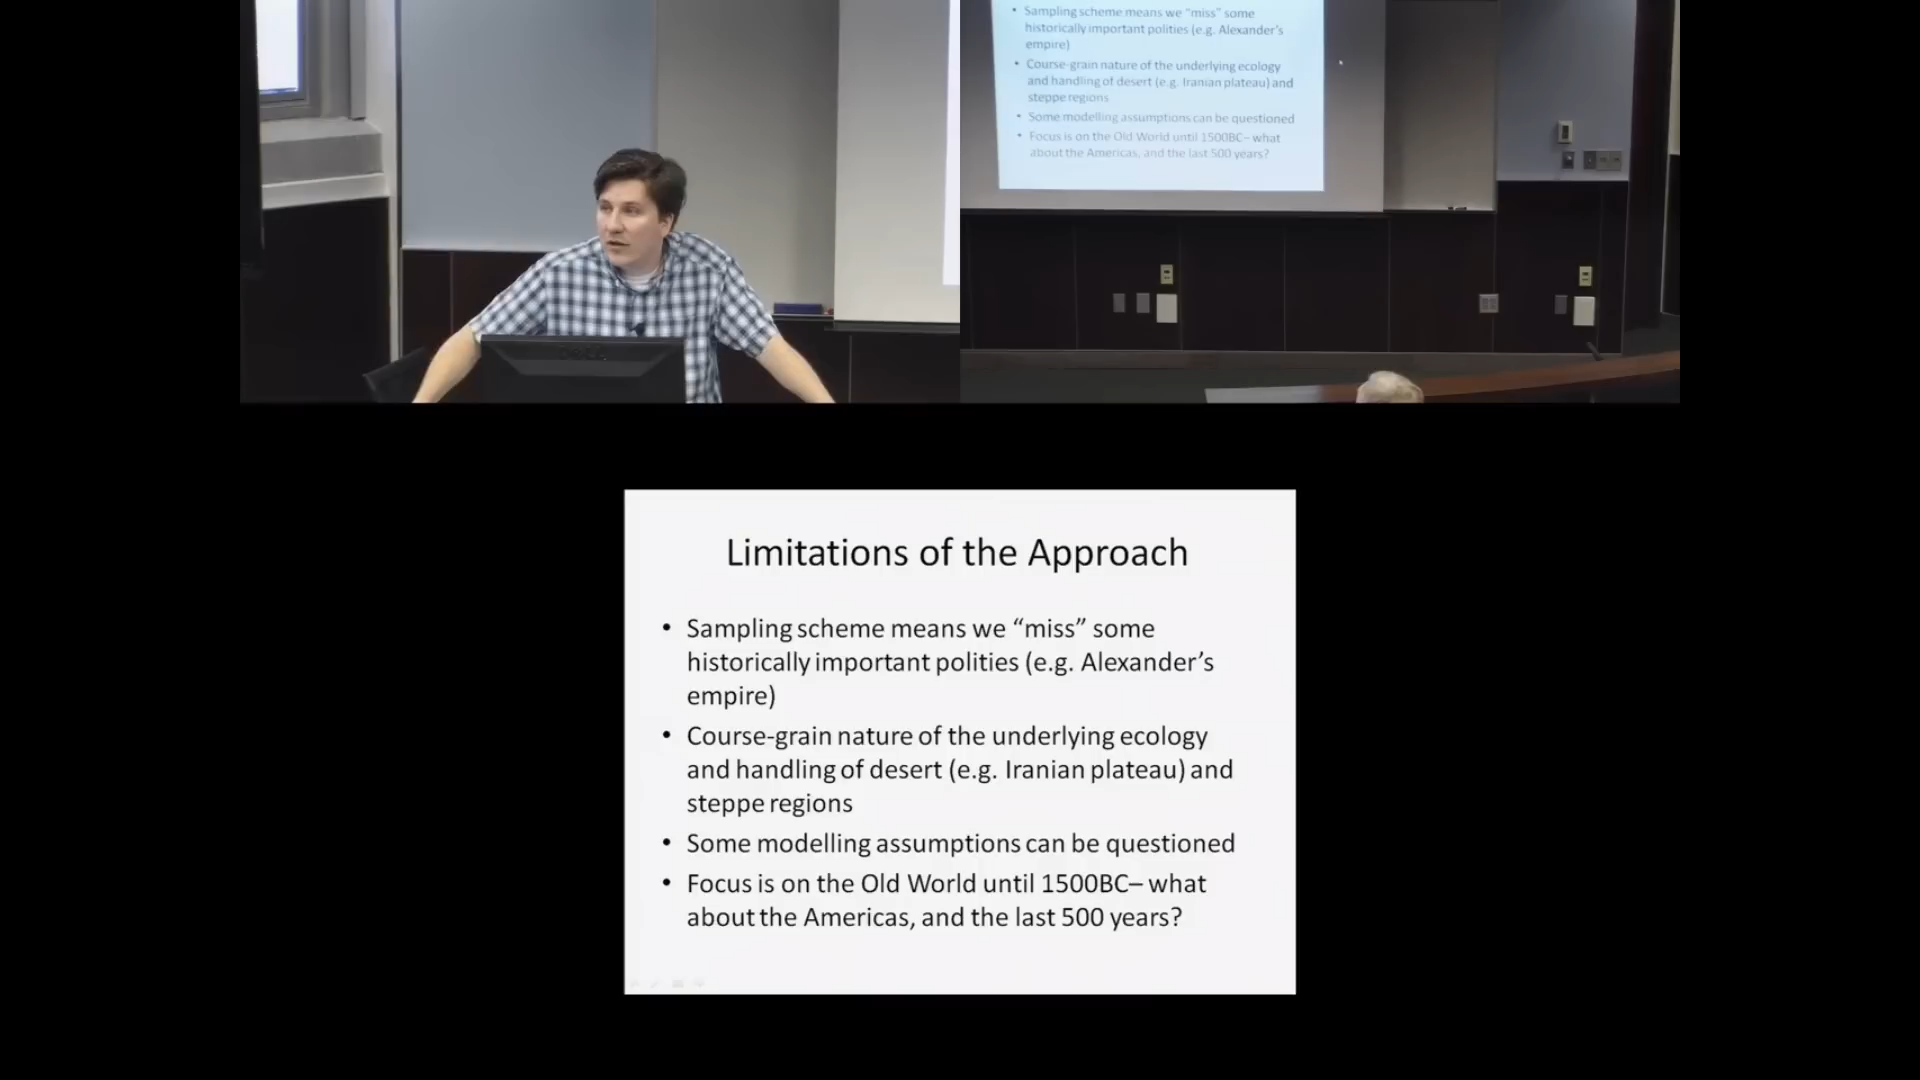 • Sampling scheme means we “miss” some
historically important polities (e.g. Alexander’s
empire)
• Course-grain nature of the underlying ecology
and handling of desert (e.g. Iranian plateau) and
steppe regions
• Some modelling assumptions can be questioned
• Focus is on the Old World until 1500BC– what
about the Americas, and the last 500 years?
Limitations of the Approach
• Sampling scheme means we “miss” some
historically important polities (e.g. Alexander’s
empire)
• Course-grain nature of the underlying ecology
and handling of desert (e.g. Iranian plateau) and
steppe regions
• Some modelling assumptions can be questioned
• Focus is on the Old World until 1500BC– what
about the Americas, and the last 500 years?